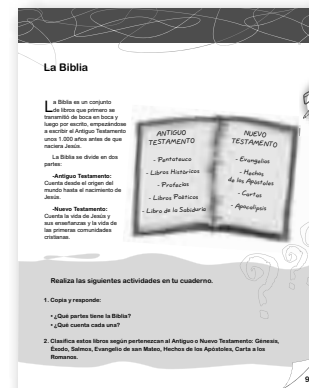 La Biblia
La Biblia es un conjunto
de libros que primero se
transmitió de boca en boca y
luego por escrito, empezándose
a escribir el Antiguo Testamento
unos 1.000 años antes de que
naciera Jesús.
La Biblia se divide en dos
partes:
-Antiguo Testamento:
Cuenta desde el origen del
mundo hasta el nacimiento de
Jesús.
-Nuevo Testamento:
Cuenta la vida de Jesús y
sus enseñanzas y la vida de
las primeras comunidades
cristianas.
ANTIGUO
TESTAMENTO
- Pentateuco
- Libros Históricos
- Profecías
- Libros Poéticos
- Libro de la Sabiduría
NUEVO
TESTAMENTO
- Evangelios
- Hechos
de los Apóstoles
- Cartas
- Apocalipsis
Realiza las siguientes actividades en tu cuaderno.
1. Copia y responde:
• ¿Qué partes tiene la Biblia?
• ¿Qué cuenta cada una?
2. Clasifica estos libros según pertenezcan al Antiguo o Nuevo Testamento: Génesis,
Éxodo, Salmos, Evangelio de san Mateo, Hechos de los Apóstoles, Carta a los
Romanos.
9